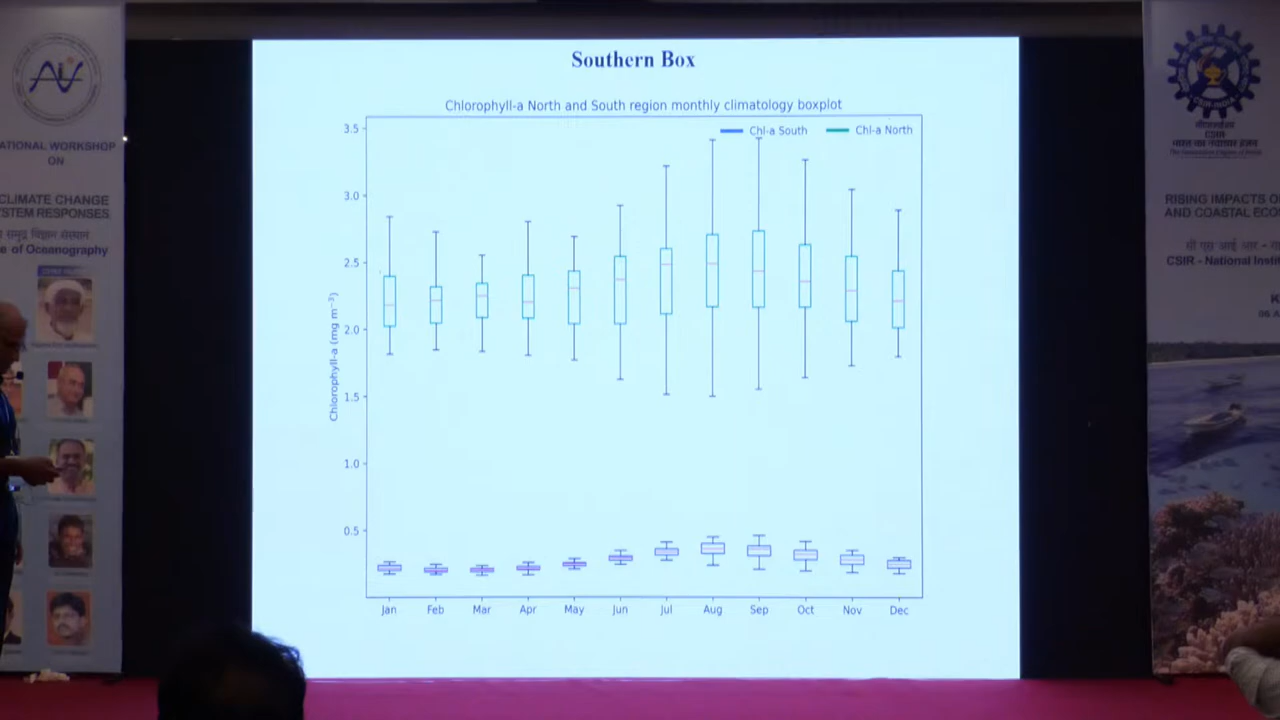 Southern Box
Chlorophyll-a North and South region monthly climatology boxplot
Chl-a South
Chl-a North
3.5
3.0
2.5
2.0
1.5
1.0
0.5
Chlorophyll-a (mg m⁻³)
Jan Feb Mar Apr May Jun Jul Aug Sep Oct Nov Dec
ATIONAL WORKSHOP
ON
CLIMATE CHANGE
STEM RESPONSES
समुद्र विज्ञान संस्थान
e of Oceanography
CSIR
RISING IMPACTS O
AND COASTAL ECO
सी एस आई आर -
CSIR - National Insti